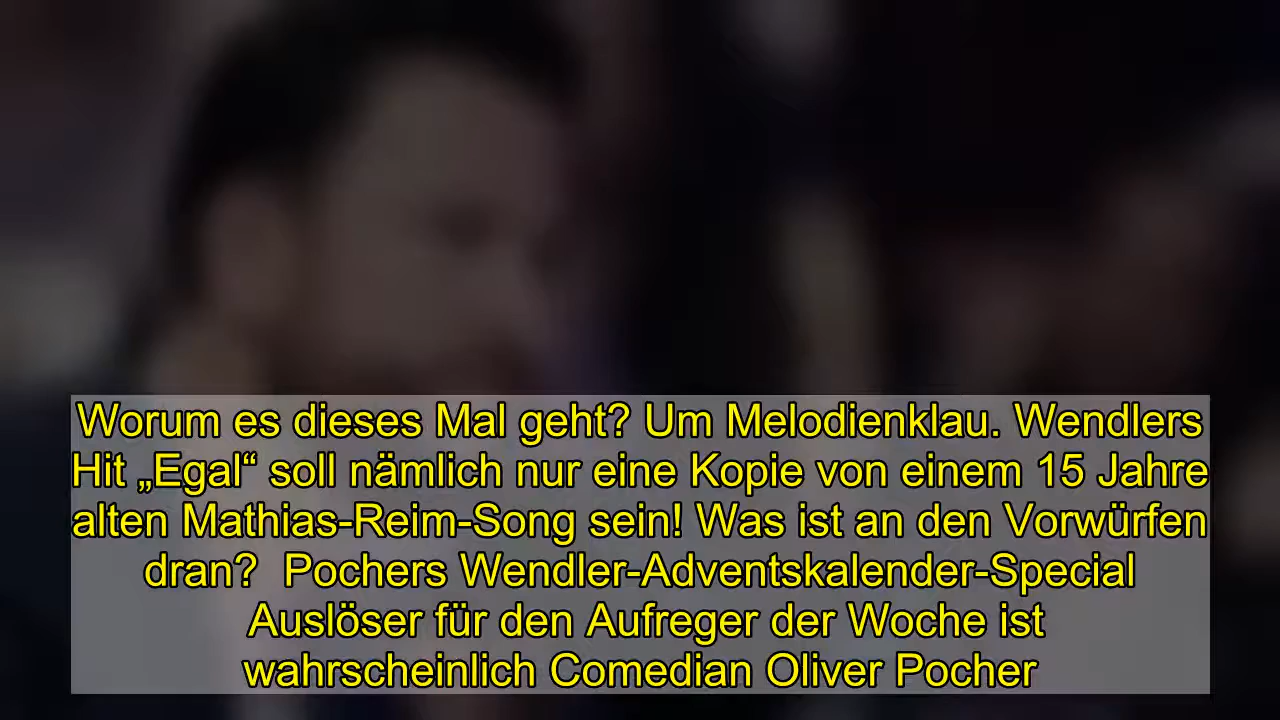 Worum es dieses Mal geht? Um Melodienklau. Wendlers
Hit „Egal“ soll nämlich nur eine Kopie von einem 15 Jahre
alten Mathias-Reim-Song sein! Was ist an den Vorwürfen
dran?  Pochers Wendler-Adventskalender-Special
Auslöser für den Aufreger der Woche ist
wahrscheinlich Comedian Oliver Pocher